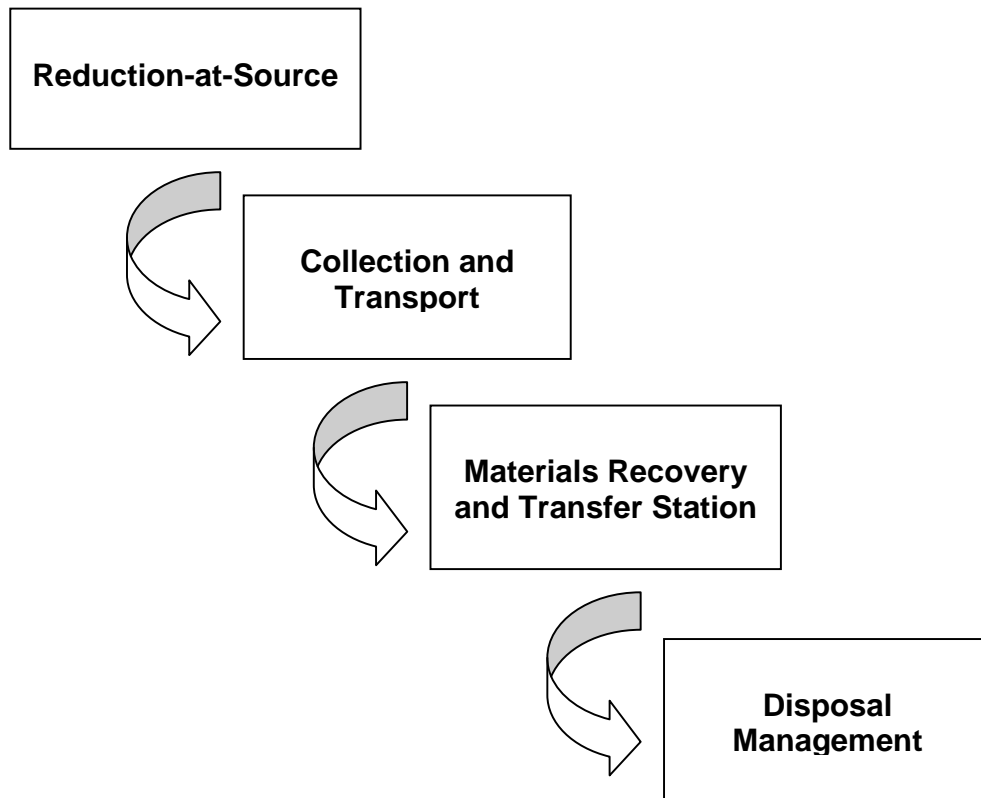 Reduction-at-Source
Collection and
Transport
Materials Recovery
and Transfer Station
Disposal
Management